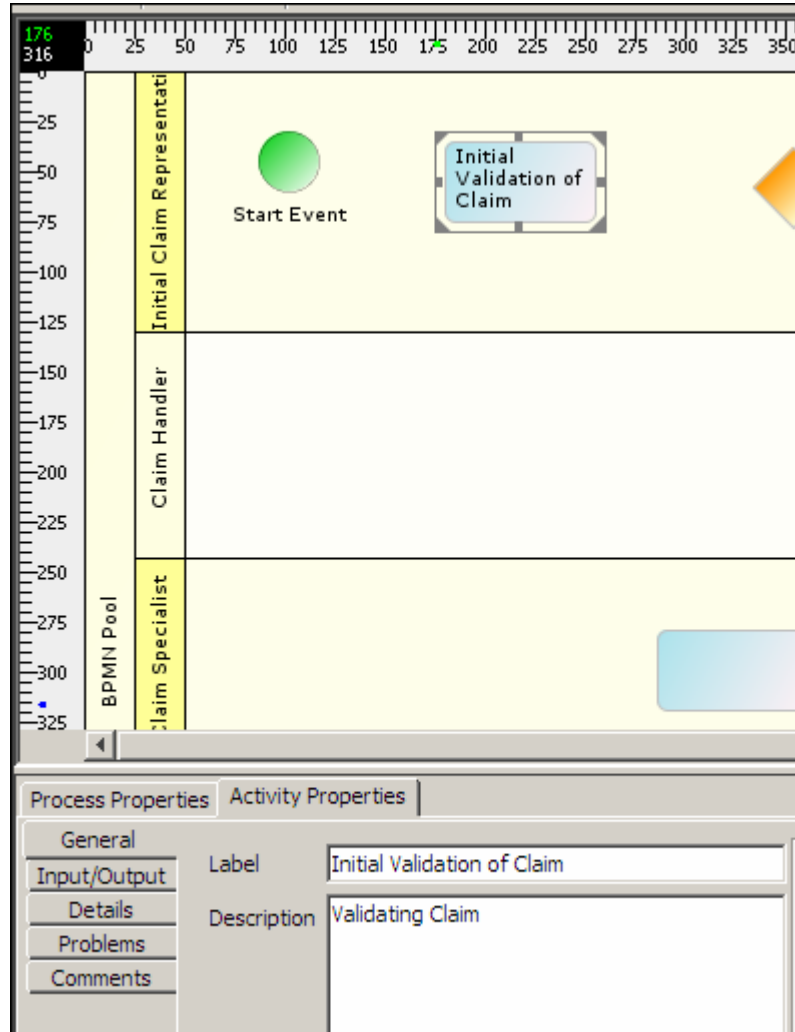 176
316
0 25 50 75 100 125 150 175 200 225 250 275 300 325 350
0
25
50
75
100
125
150
175
200
225
250
275
300
325
BPMN Pool
Initial Claim Representati
Claim Handler
Claim Specialist
Start Event
Initial
Validation of
Claim
Process Properties
Activity Properties
General
Input/Output
Details
Problems
Comments
Label
Initial Validation of Claim
Description
Validating Claim